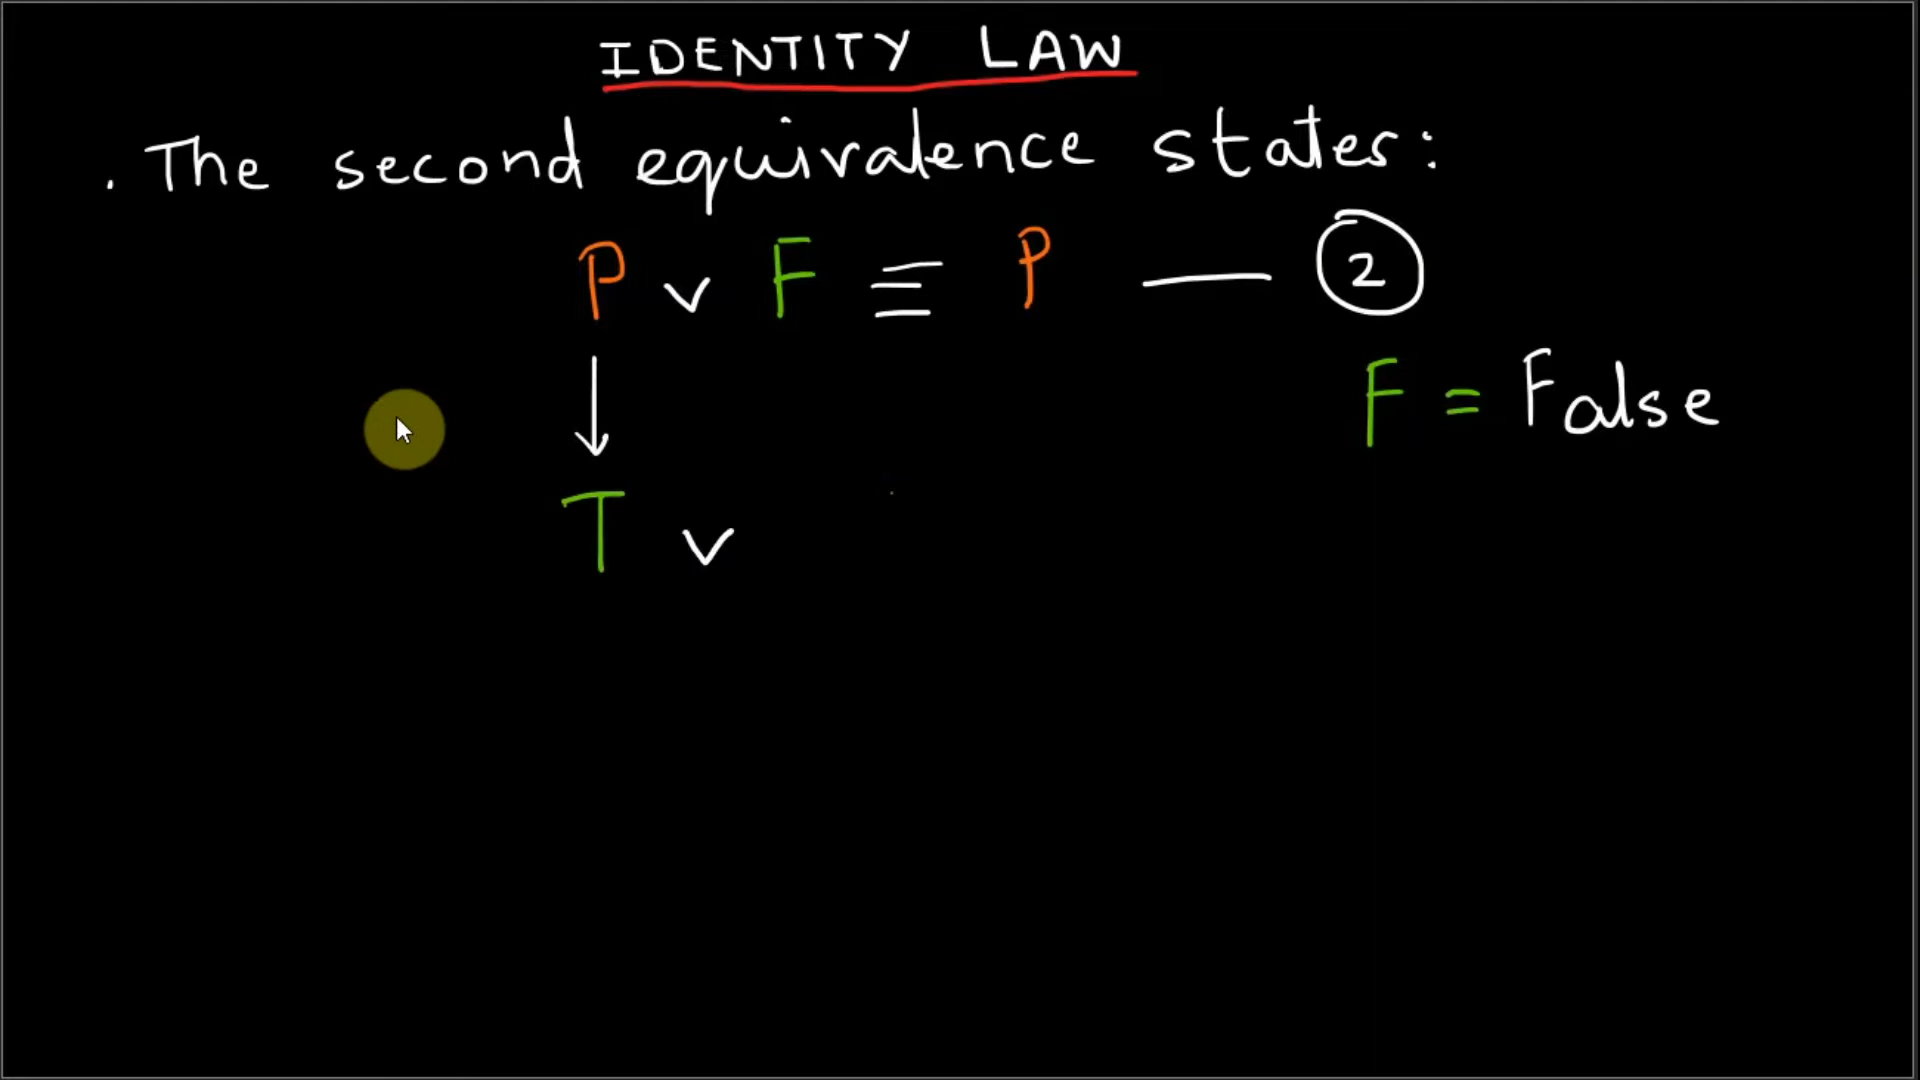 IDENTITY LAW
. The second equivalence states:
P ∨ F ≡ P — 2
↓
F = False
T ∨